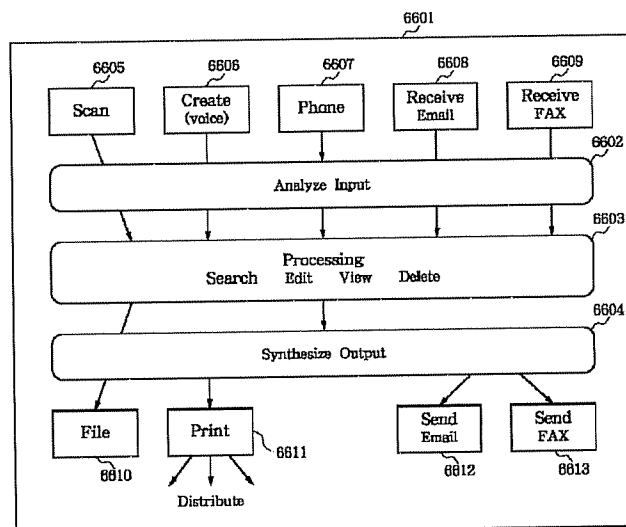 6601
6605 6606 6607 6608 6609
Scan Create (voice) Phone Receive Email Receive FAX
6602
Analyze Input
6603
Processing
Search Edit View Delete
6604
Synthesize Output
File Print Send Email Send FAX
6610 6611 6612 6613
Distribute